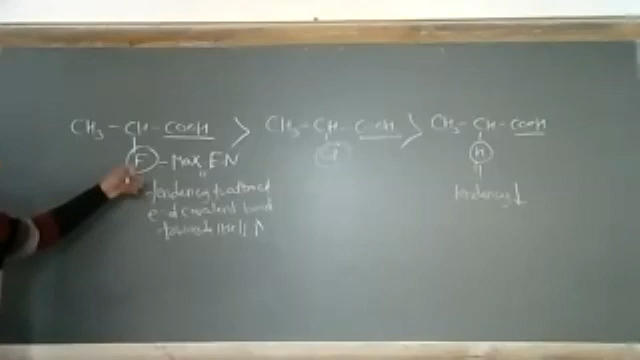 CH3 - CH - COOH > CH3 - CH - COOH > CH3 - CH - COOH
F - Max EN Cl H
tendency to attract tendency ↓
e- of covalent bond
towards itself ↑